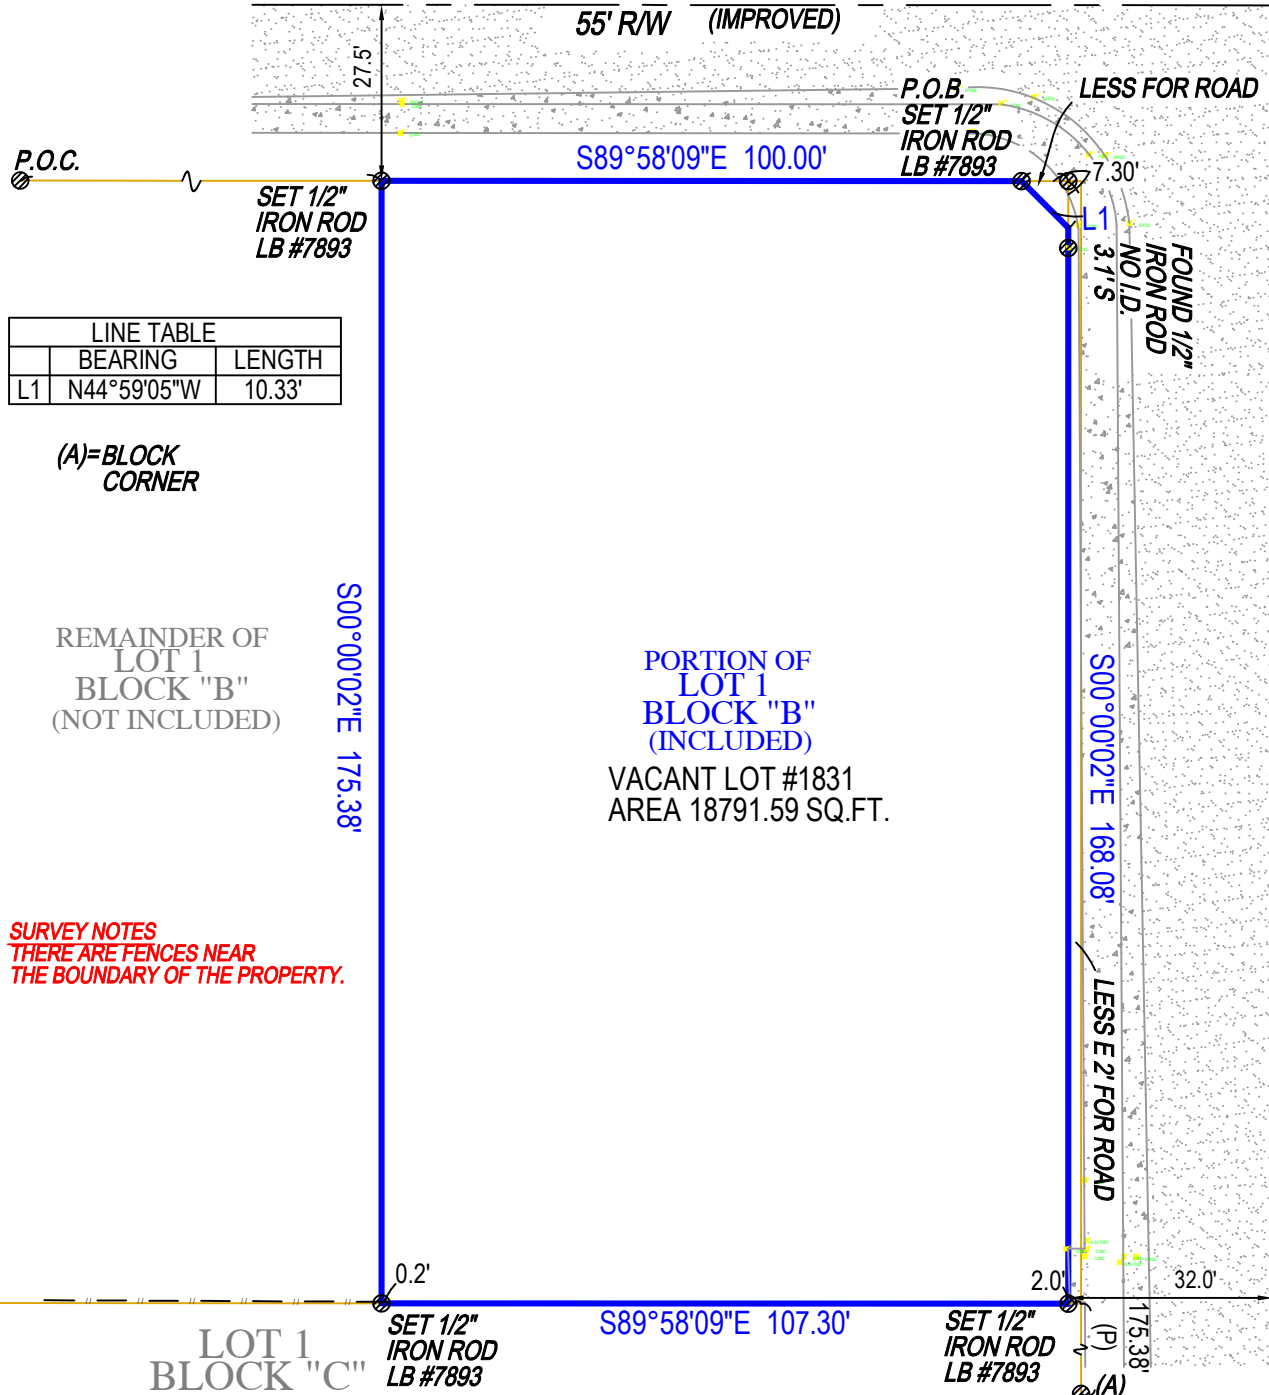 55' R/W (IMPROVED)
27.5'
P.O.B.
SET 1/2"
IRON ROD
LB #7893
LESS FOR ROAD
P.O.C.
S89°58'09"E 100.00'
7.30'
SET 1/2"
IRON ROD
LB #7893
L1
FOUND 1/2"
IRON ROD
NO I.D.
3.1' S
LINE TABLE
BEARING LENGTH
L1 N44°59'05"W 10.33'
(A)=BLOCK
CORNER
S00°00'02"E 175.38'
REMAINDER OF
LOT 1
BLOCK "B"
(NOT INCLUDED)
PORTION OF
LOT 1
BLOCK "B"
(INCLUDED)
VACANT LOT #1831
AREA 18791.59 SQ.FT.
S00°00'02"E 168.08'
SURVEY NOTES
THERE ARE FENCES NEAR
THE BOUNDARY OF THE PROPERTY.
LESS E 2' FOR ROAD
0.2'
2.0'
32.0'
S89°58'09"E 107.30'
SET 1/2"
IRON ROD
LB #7893
SET 1/2"
IRON ROD
LB #7893
175.38'
(P)
(A)
LOT 1
BLOCK "C"